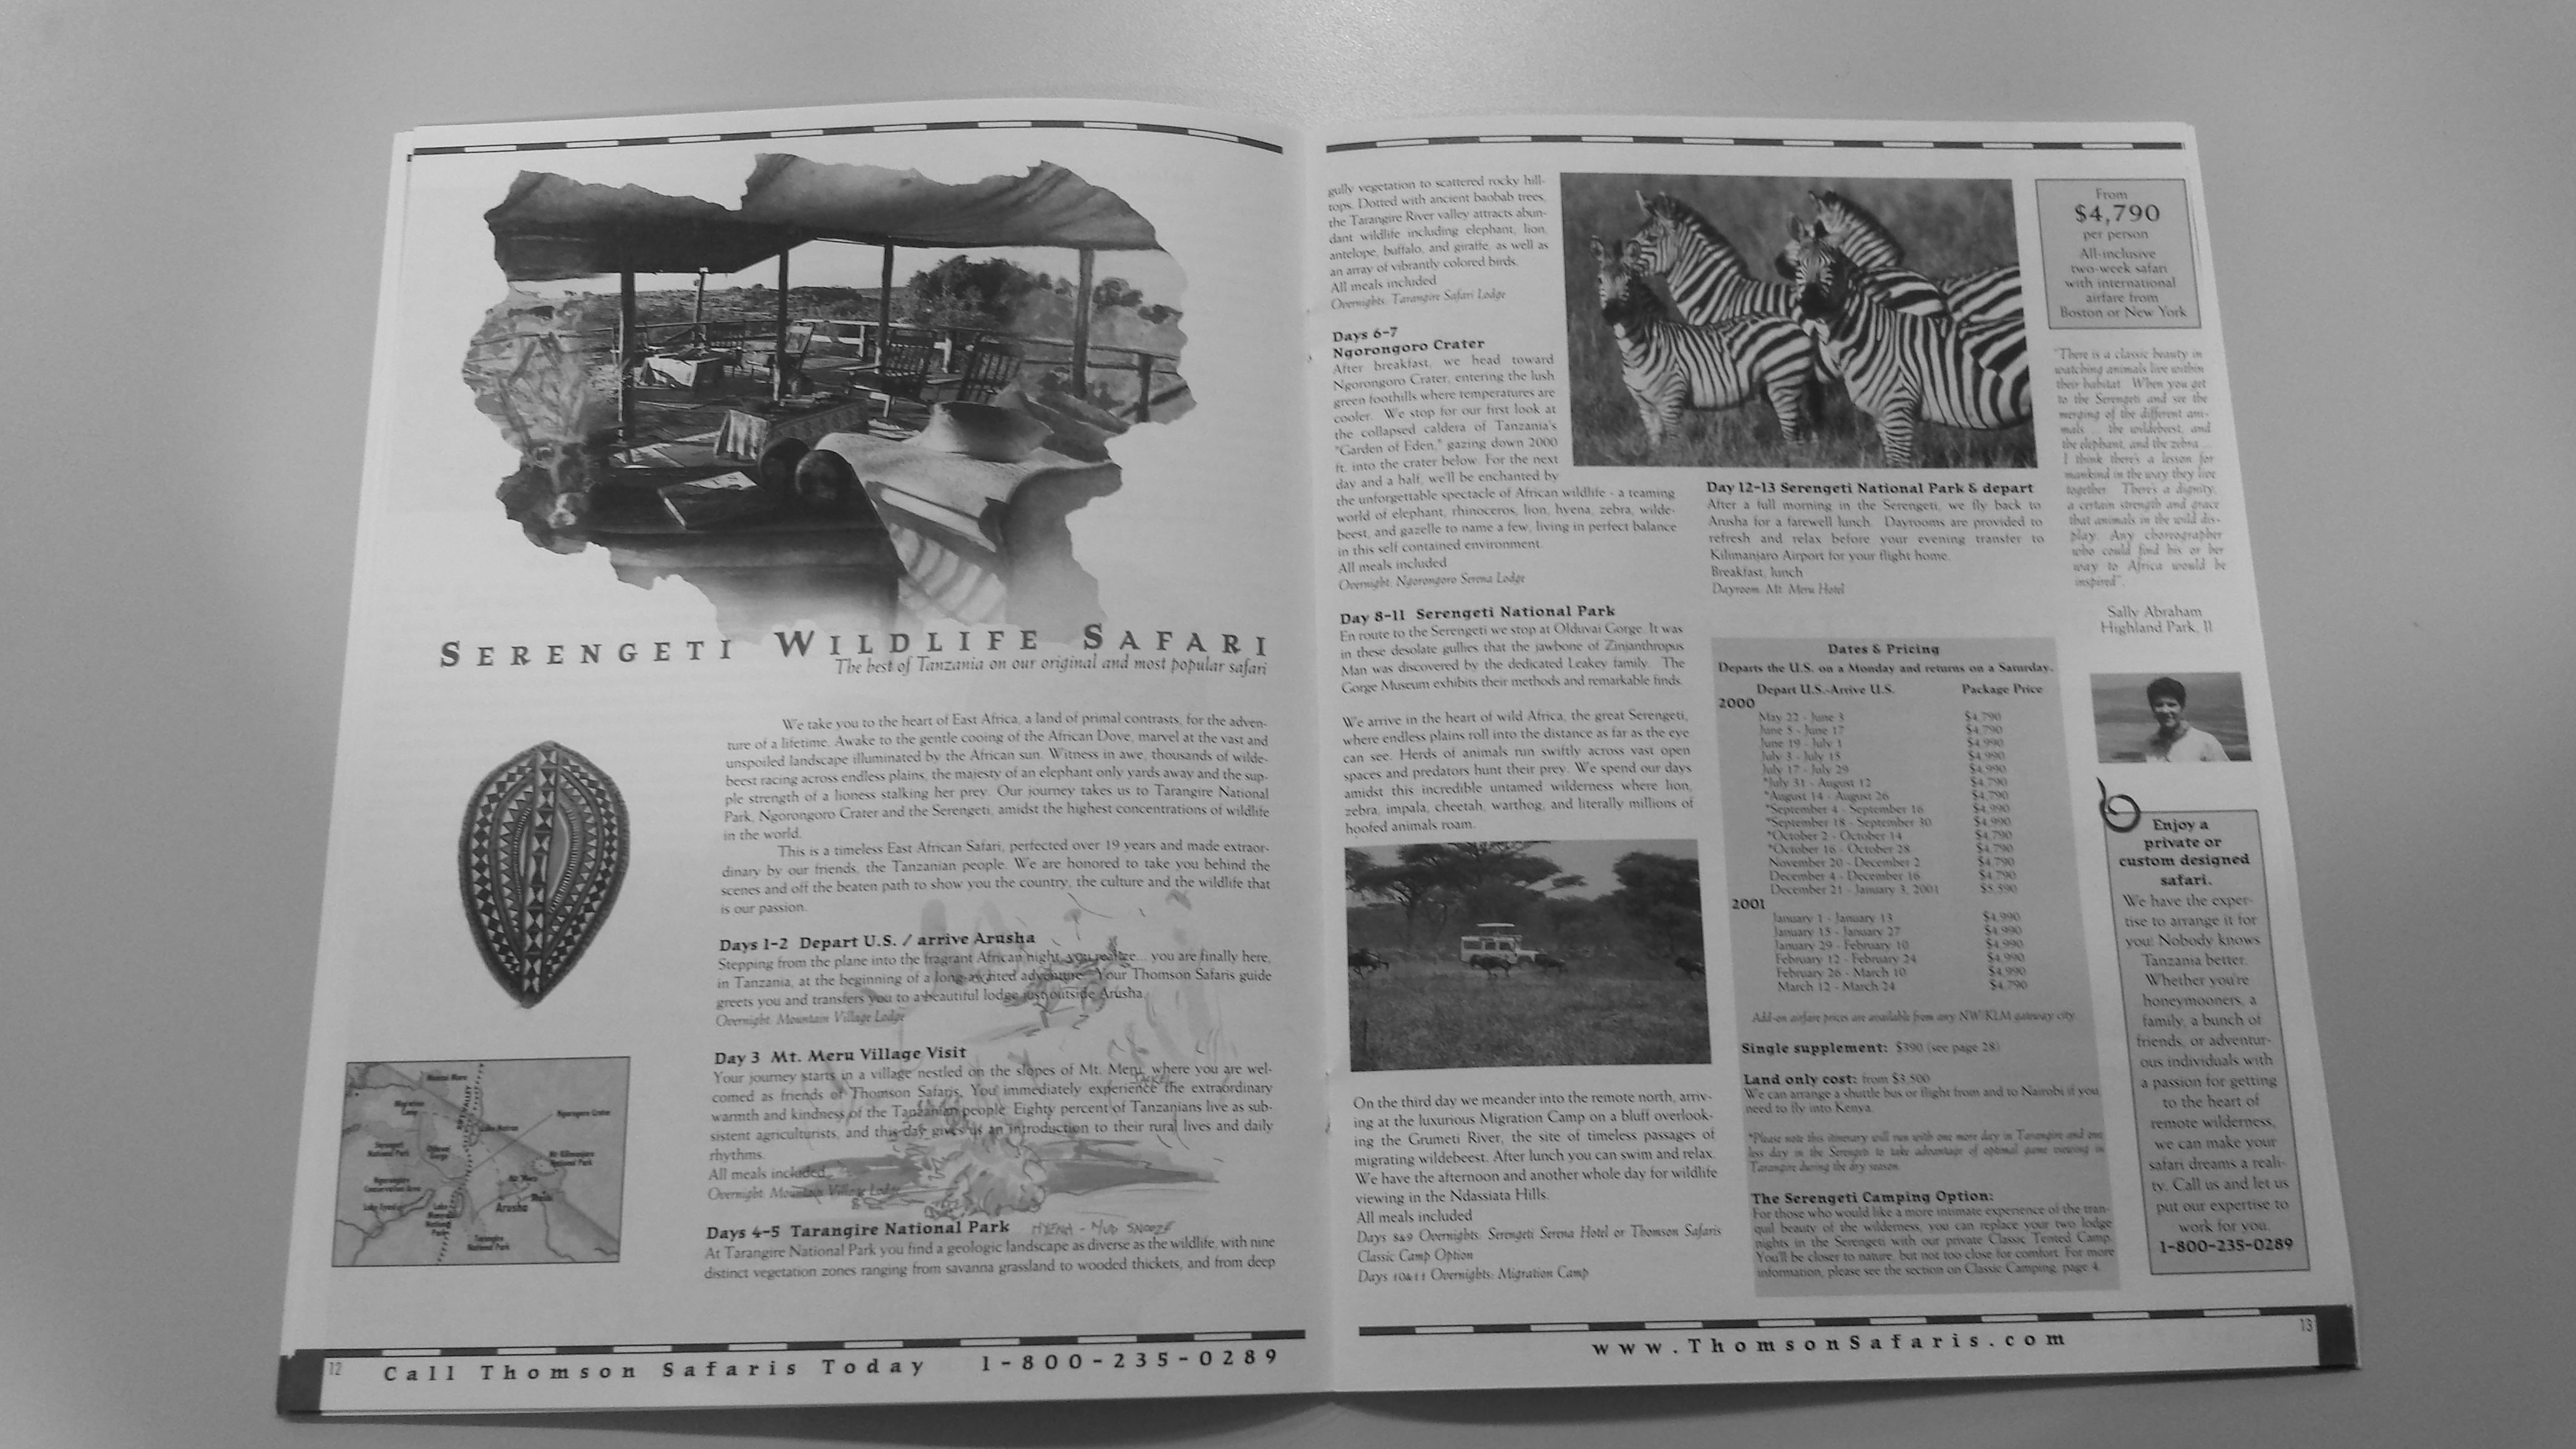 SERENGETI WILDLIFE SAFARI
The best of Tanzania on our original and most popular safari
We take you to the heart of East Africa, a land of primal contrasts, for the adven-
ture of a lifetime. Awake to the gentle cooing of the African Dove, marvel at the vast and
unspoiled landscape illuminated by the African sun. Witness in awe, thousands of wilde-
beest racing across endless plains, the majesty of an elephant only yards away and the sup-
ple strength of a lioness stalking her prey. Our journey takes us to Tarangire National
Park, Ngorongoro Crater and the Serengeti, amidst the highest concentrations of wildlife
in the world.
This is a timeless East African Safari, perfected over 19 years and made extraor-
dinary by our friends, the Tanzanian people. We are honored to take you behind the
scenes and off the beaten path to show you the country, the culture and the wildlife that
is our passion.
Days 1-2 Depart U.S. / arrive Arusha
Stepping from the plane into the fragrant African night, you realize... you are finally here,
in Tanzania, at the beginning of a long-awaited adventure. Your Thomson Safaris guide
greets you and transfers you to a beautiful lodge just outside Arusha.
Overnight: Mountain Village Lodge
Day 3 Mt. Meru Village Visit
Your journey starts in a village nestled on the slopes of Mt. Meru, where you are wel-
comed as friends of Thomson Safaris. You immediately experience the extraordinary
warmth and kindness of the Tanzanian people. Eighty percent of Tanzanians live as sub-
sistent agriculturists, and this day gives us an introduction to their rural lives and daily
rhythms.
All meals included
Overnight: Mountain Village Lodge
Days 4-5 Tarangire National Park
HYENA - MUD SNOOZE
At Tarangire National Park you find a geologic landscape as diverse as the wildlife, with nine
distinct vegetation zones ranging from savanna grassland to wooded thickets, and from deep
Ngorongoro Crater
Serengeti
National Park
Olduvai
Gorge
Mt Kilimanjaro
National Park
Ngorongoro
Conservation Area
Mt Meru
Arusha
Lake
Manyara
National
Park
Tarangire
National Park
12
Call Thomson Safaris Today 1-800-235-0289
gully vegetation to scattered rocky hill-
tops. Dotted with ancient baobab trees,
the Tarangire River valley attracts abun-
dant wildlife including elephant, lion,
antelope, buffalo, and giraffe, as well as
an array of vibrantly colored birds.
All meals included
Overnights: Tarangire Safari Lodge
Days 6-7
Ngorongoro Crater
After breakfast, we head toward
Ngorongoro Crater, entering the lush
green foothills where temperatures are
cooler. We stop for our first look at
the collapsed caldera of Tanzania's
"Garden of Eden," gazing down 2000
ft. into the crater below. For the next
day and a half, we'll be enchanted by
the unforgettable spectacle of African wildlife - a teaming
world of elephant, rhinoceros, lion, hyena, zebra, wilde-
beest, and gazelle to name a few, living in perfect balance
in this self contained environment.
All meals included
Overnight: Ngorongoro Serena Lodge
Day 8-11 Serengeti National Park
En route to the Serengeti we stop at Olduvai Gorge. It was
in these desolate gullies that the jawbone of Zinjanthropus
Man was discovered by the dedicated Leakey family. The
Gorge Museum exhibits their methods and remarkable finds.
We arrive in the heart of wild Africa, the great Serengeti,
where endless plains roll into the distance as far as the eye
can see. Herds of animals run swiftly across vast open
spaces and predators hunt their prey. We spend our days
amidst this incredible untamed wilderness where lion,
zebra, impala, cheetah, warthog, and literally millions of
hoofed animals roam.
On the third day we meander into the remote north, arriv-
ing at the luxurious Migration Camp on a bluff overlook-
ing the Grumeti River, the site of timeless passages of
migrating wildebeest. After lunch you can swim and relax.
We have the afternoon and another whole day for wildlife
viewing in the Ndassiata Hills.
All meals included
Days 8&9 Overnights: Serengeti Serena Hotel or Thomson Safaris
Classic Camp Option
Days 10&11 Overnights: Migration Camp
Day 12-13 Serengeti National Park & depart
After a full morning in the Serengeti, we fly back to
Arusha for a farewell lunch. Dayrooms are provided to
refresh and relax before your evening transfer to
Kilimanjaro Airport for your flight home.
Breakfast, lunch
Dayroom: Mt. Meru Hotel
Dates & Pricing
Departs the U.S. on a Monday and returns on a Saturday.
Depart U.S.-Arrive U.S. Package Price
2000
May 22 - June 3 $4,790
June 5 - June 17 $4,790
June 19 - July 1 $4,990
July 3 - July 15 $4,990
July 17 - July 29 $4,990
*July 31 - August 12 $4,790
*August 14 - August 26 $4,790
*September 4 - September 16 $4,990
*September 18 - September 30 $4,990
*October 2 - October 14 $4,790
*October 16 - October 28 $4,790
November 20 - December 2 $4,790
December 4 - December 16 $4,790
December 21 - January 3, 2001 $5,590
2001
January 1 - January 13 $4,990
January 15 - January 27 $4,990
January 29 - February 10 $4,990
February 12 - February 24 $4,990
February 26 - March 10 $4,990
March 12 - March 24 $4,790
Add-on airfare prices are available from any NW/KLM gateway city.
Single supplement: $390 (see page 28)
Land only cost: from $3,500
We can arrange a shuttle bus or flight from and to Nairobi if you
need to fly into Kenya.
*Please note this itinerary will run with one more day in Tarangire and one
less day in the Serengeti to take advantage of optimal game viewing in
Tarangire during the dry season.
The Serengeti Camping Option:
For those who would like a more intimate experience of the tran-
quil beauty of the wilderness, you can replace your two lodge
nights in the Serengeti with our private Classic Tented Camp.
You'll be closer to nature, but not too close for comfort. For more
information, please see the section on Classic Camping, page 4.
From
$4,790
per person
All-inclusive
two-week safari
with international
airfare from
Boston or New York
"There is a classic beauty in
watching animals live within
their habitat. When you get
to the Serengeti and see the
merging of the different ani-
mals ... the wildebeest, and
the elephant, and the zebra ...
I think there's a lesson for
mankind in the way they live
together. There's a dignity,
a certain strength and grace
that animals in the wild dis-
play. Any choreographer
who could find his or her
way to Africa would be
inspired".
Sally Abraham
Highland Park, Il
Enjoy a
private or
custom designed
safari.
We have the exper-
tise to arrange it for
you! Nobody knows
Tanzania better.
Whether you're
honeymooners, a
family, a bunch of
friends, or adventur-
ous individuals with
a passion for getting
to the heart of
remote wilderness,
we can make your
safari dreams a reali-
ty. Call us and let us
put our expertise to
work for you.
1-800-235-0289
www.ThomsonSafaris.com
13